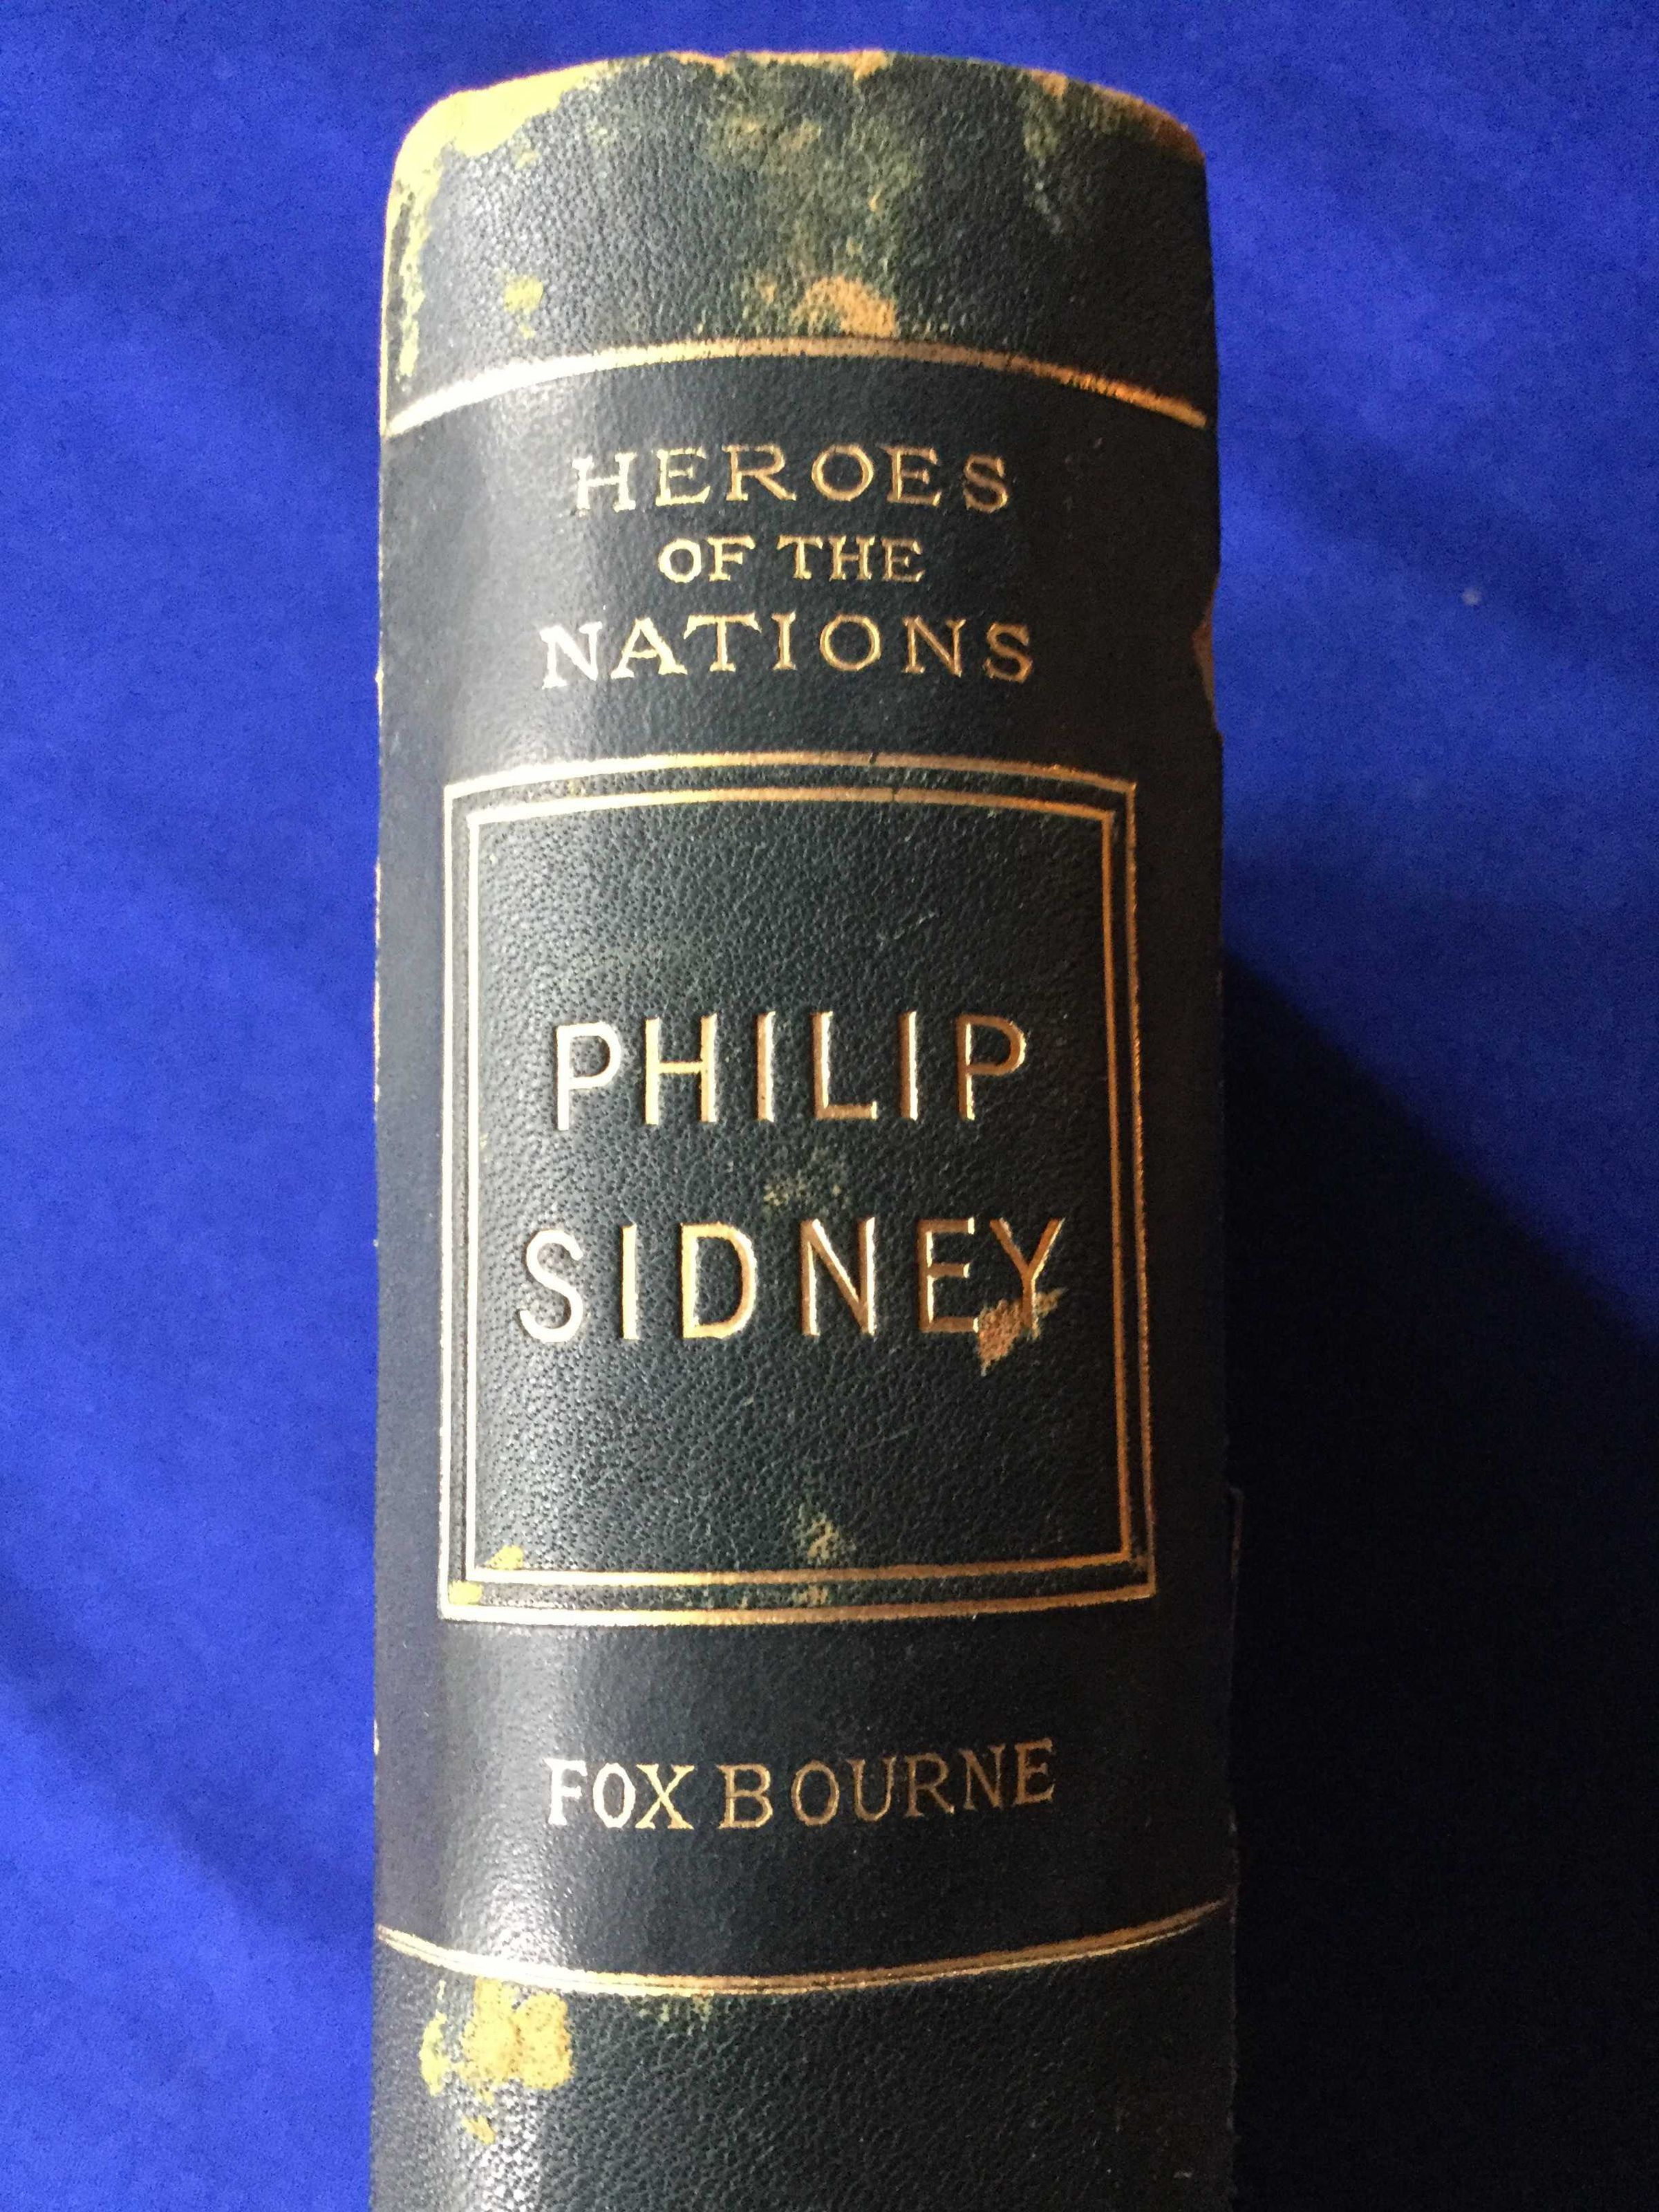 HEROES
OF THE
NATIONS
PHILIP
SIDNEY
FOX BOURNE